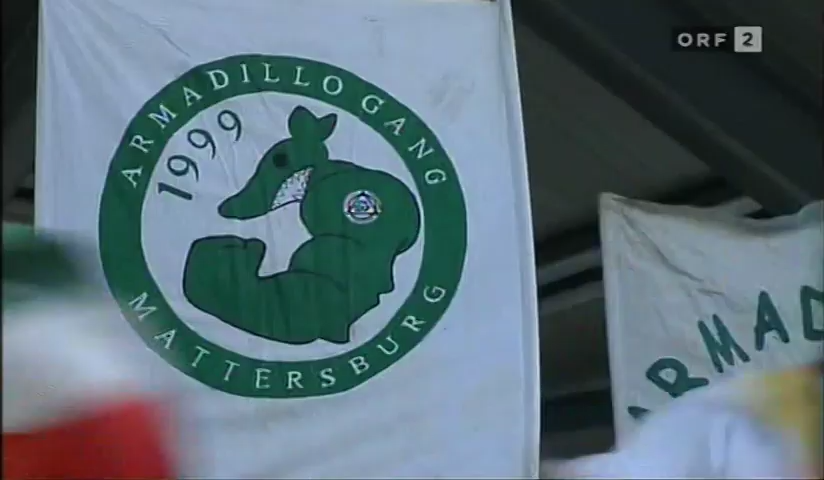 ORF 2
ARMADILLO GANG
1999
MATTERSBURG
ARMAD